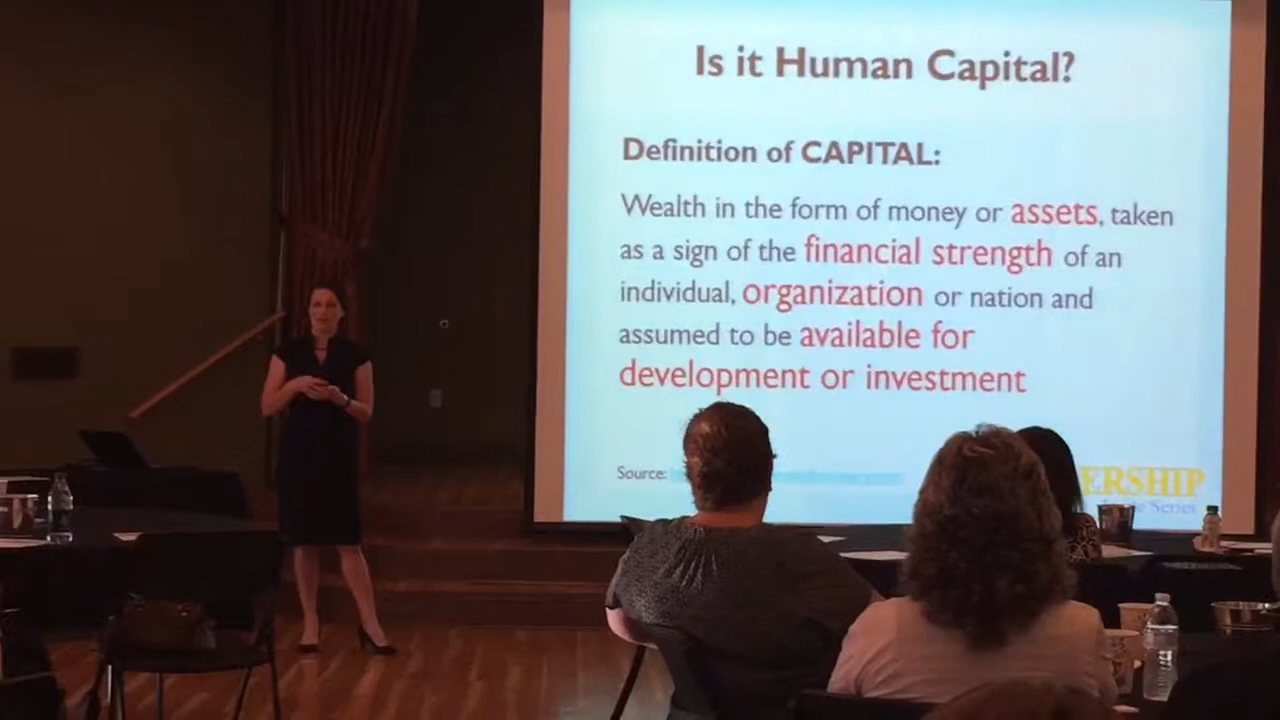 Is it Human Capital?
Definition of CAPITAL:
Wealth in the form of money or assets, taken
as a sign of the financial strength of an
individual, organization or nation and
assumed to be available for
development or investment
Source:
ERSHIP
Series